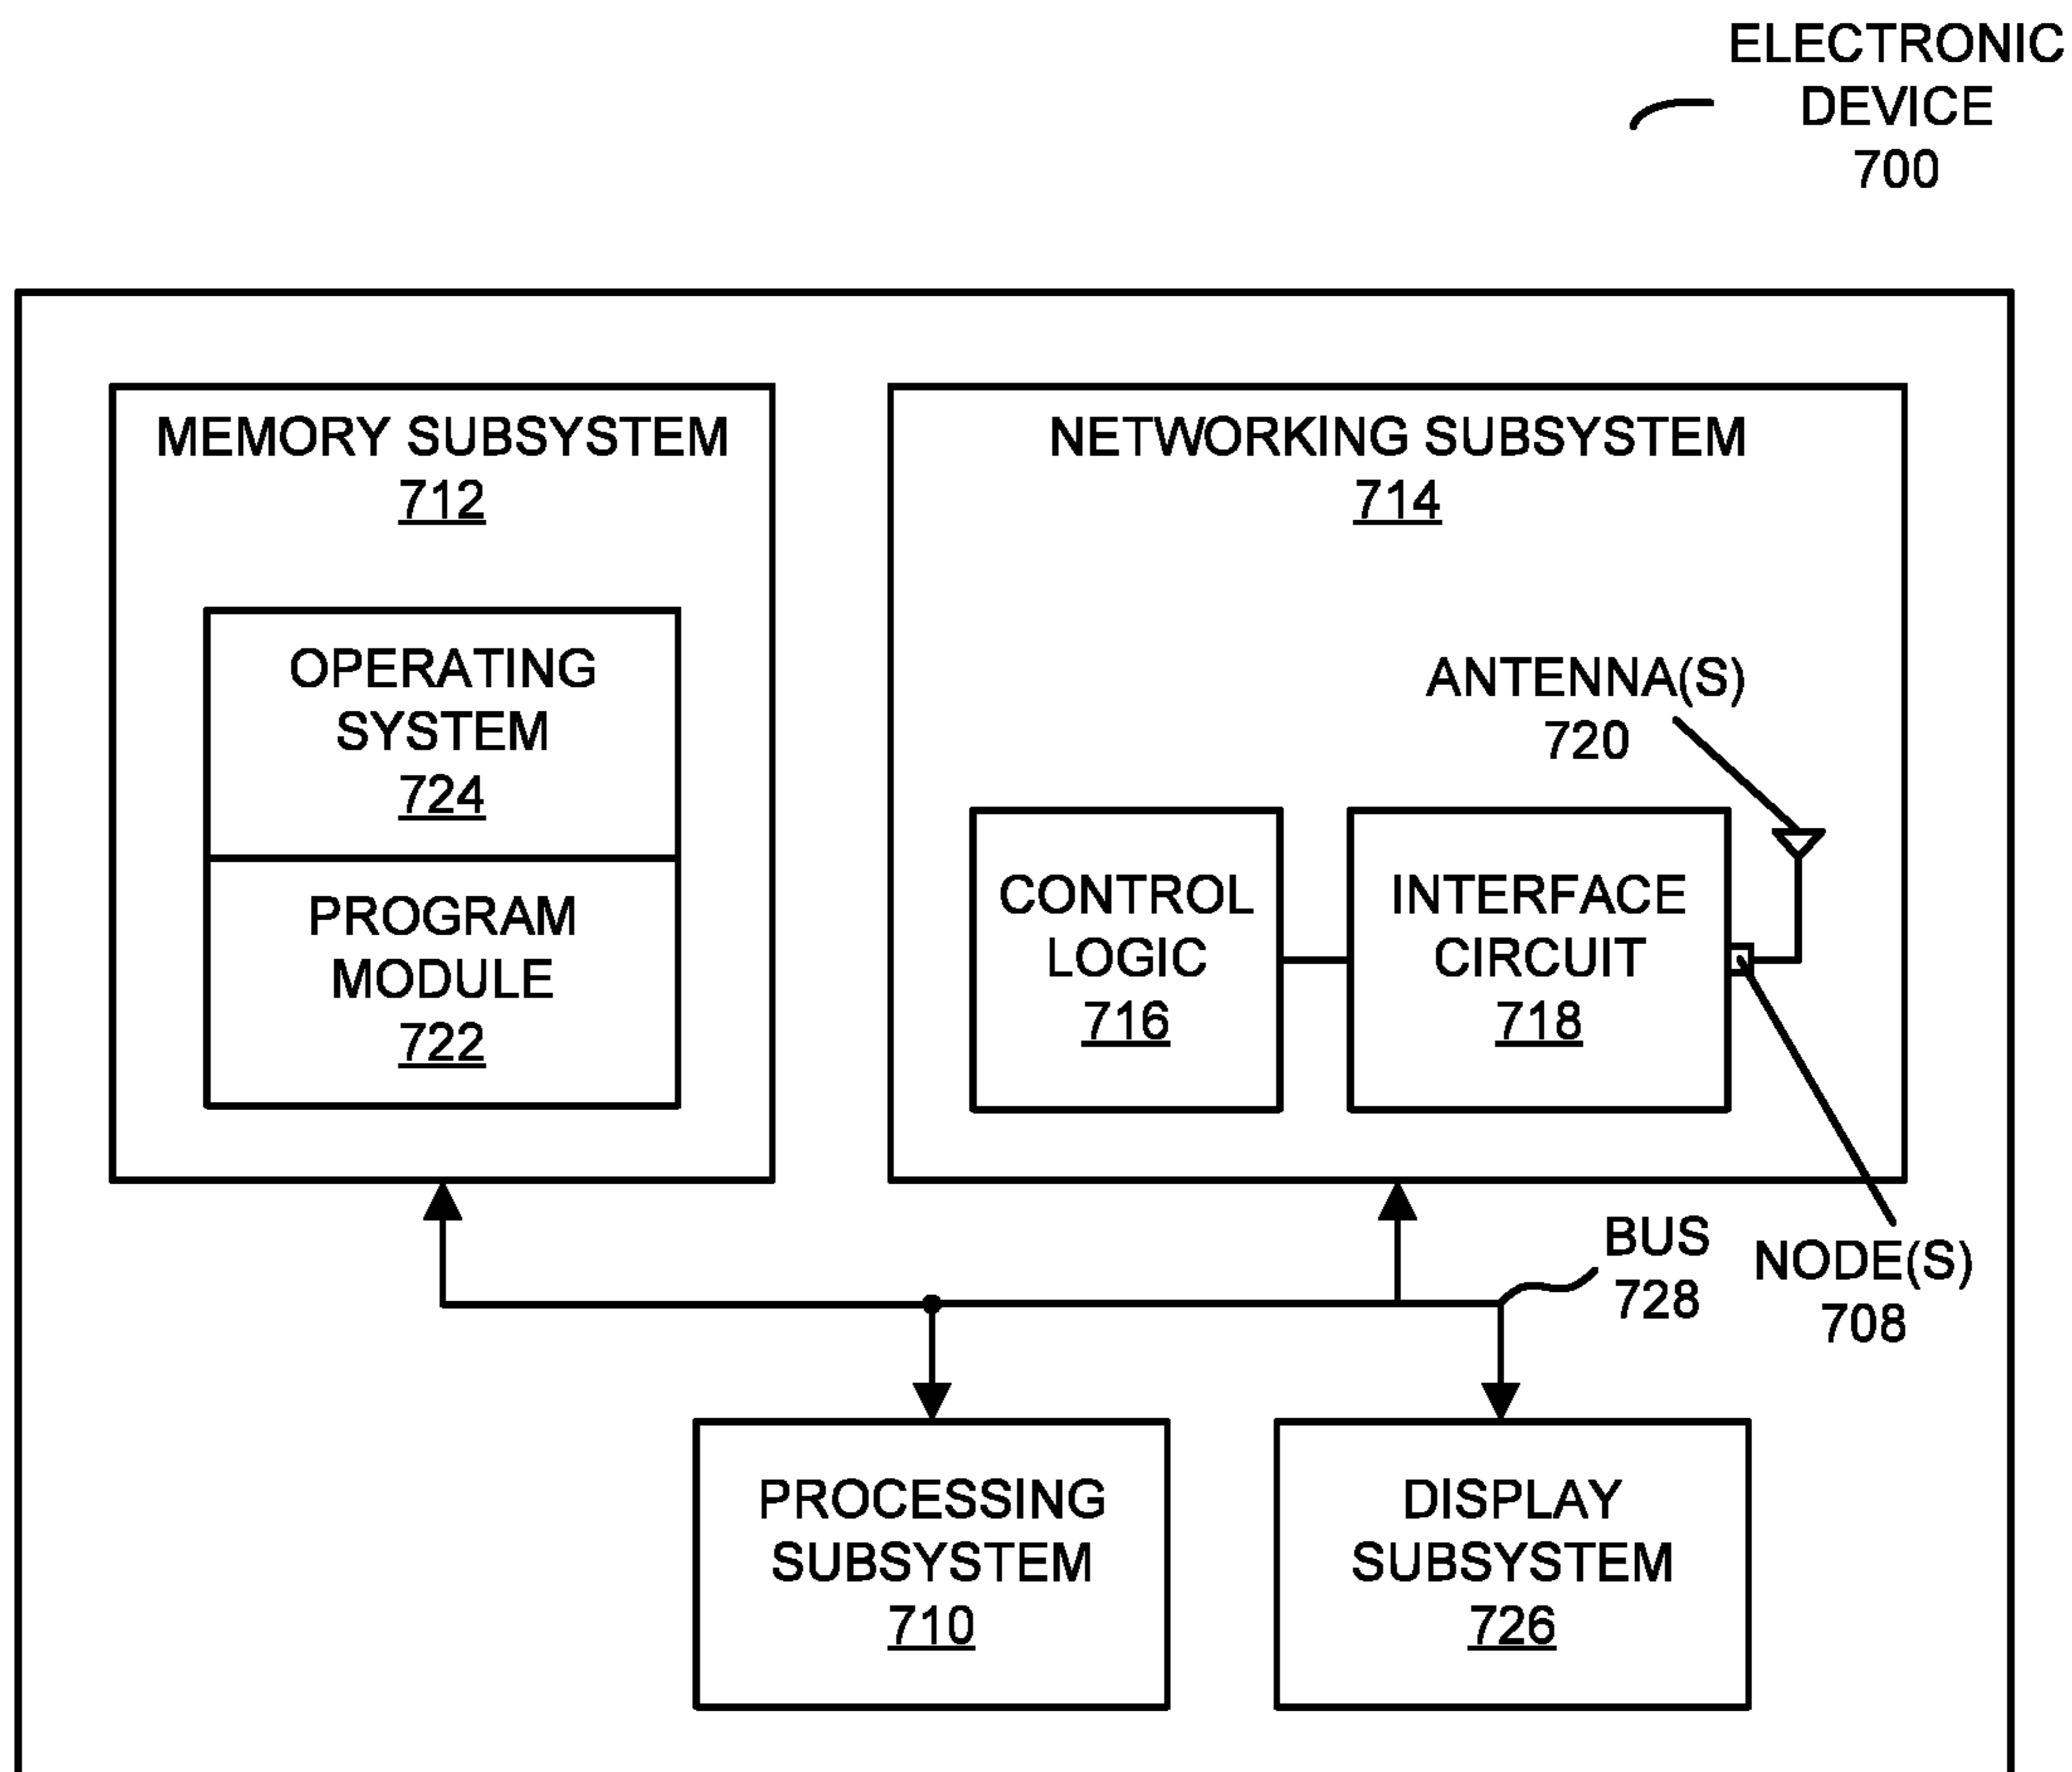 ELECTRONIC
DEVICE
700
MEMORY SUBSYSTEM
712
OPERATING
SYSTEM
724
PROGRAM
MODULE
722
NETWORKING SUBSYSTEM
714
ANTENNA(S)
720
CONTROL
LOGIC
716
INTERFACE
CIRCUIT
718
BUS
728
NODE(S)
708
PROCESSING
SUBSYSTEM
710
DISPLAY
SUBSYSTEM
726